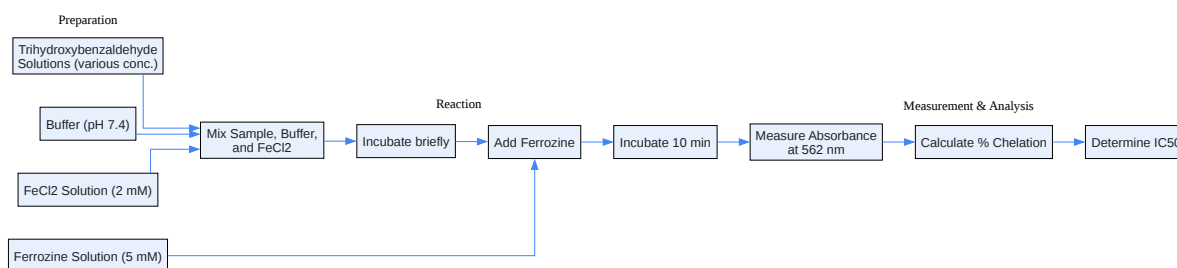 Preparation
Trihydroxybenzaldehyde
Solutions (various conc.)
Buffer (pH 7.4)
FeCl2 Solution (2 mM)
Ferrozine Solution (5 mM)
Mix Sample, Buffer,
and FeCl2
Reaction
Incubate briefly
Add Ferrozine
Incubate 10 min
Measurement & Analysis
Measure Absorbance
at 562 nm
Calculate % Chelation
Determine IC50